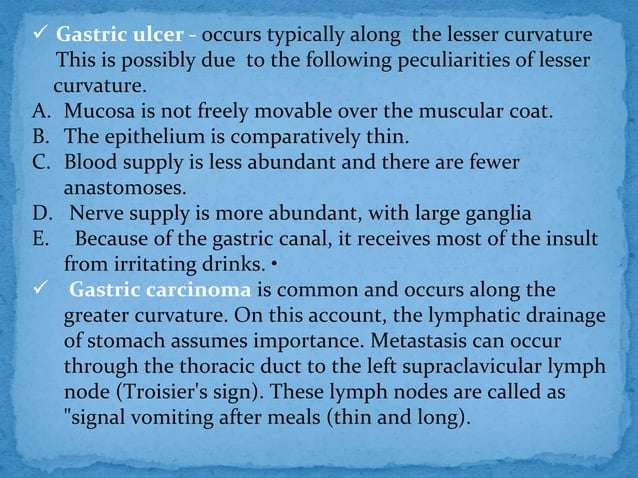 ✓ Gastric ulcer - occurs typically along the lesser curvature
This is possibly due to the following peculiarities of lesser
curvature.
A. Mucosa is not freely movable over the muscular coat.
B. The epithelium is comparatively thin.
C. Blood supply is less abundant and there are fewer
anastomoses.
D. Nerve supply is more abundant, with large ganglia
E. Because of the gastric canal, it receives most of the insult
from irritating drinks. •
✓ Gastric carcinoma is common and occurs along the
greater curvature. On this account, the lymphatic drainage
of stomach assumes importance. Metastasis can occur
through the thoracic duct to the left supraclavicular lymph
node (Troisier's sign). These lymph nodes are called as
"signal vomiting after meals (thin and long).